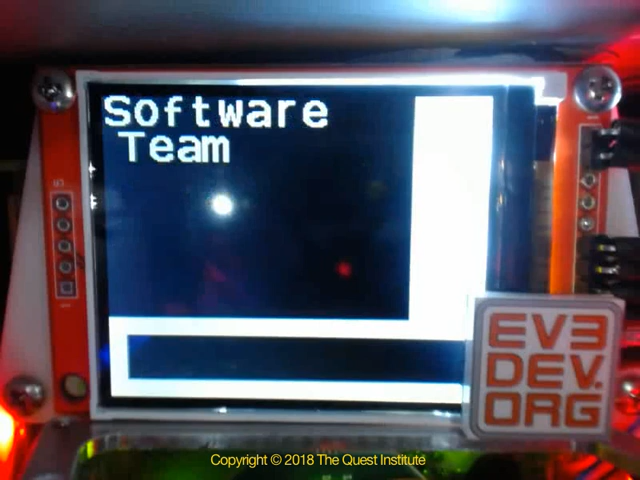 Software
Team
EV3
DEV.
ORG
Copyright © 2018 The Quest Institute